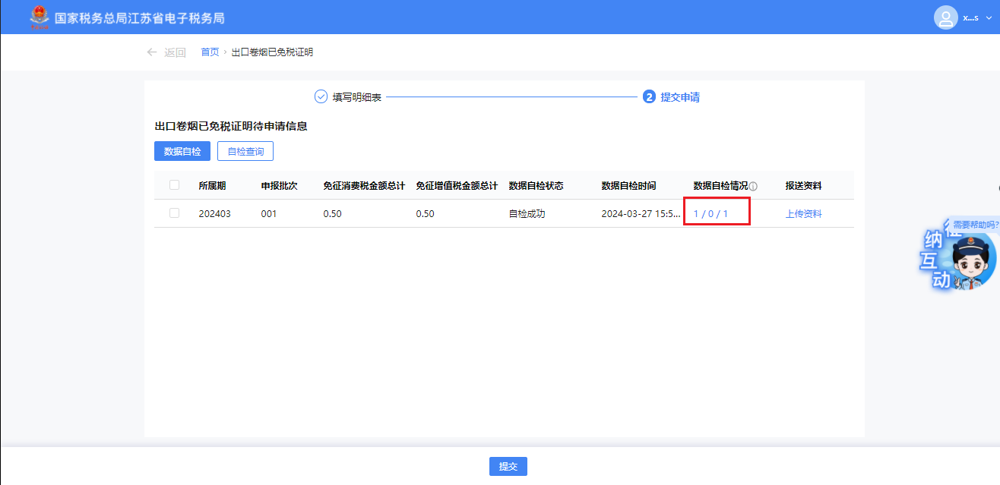 国家税务总局江苏省电子税务局
x...s
返回 首页 › 出口卷烟已免税证明
填写明细表 2 提交申请
出口卷烟已免税证明待申请信息
数据自检 自检查询
所属期 申报批次 免征消费税金额总计 免征增值税金额总计 数据自检状态 数据自检时间 数据自检情况 报送资料
202403 001 0.50 0.50 自检成功 2024-03-27 15:5... 1 / 0 / 1 上传资料
需要帮助吗?
征
纳
互
动
提交